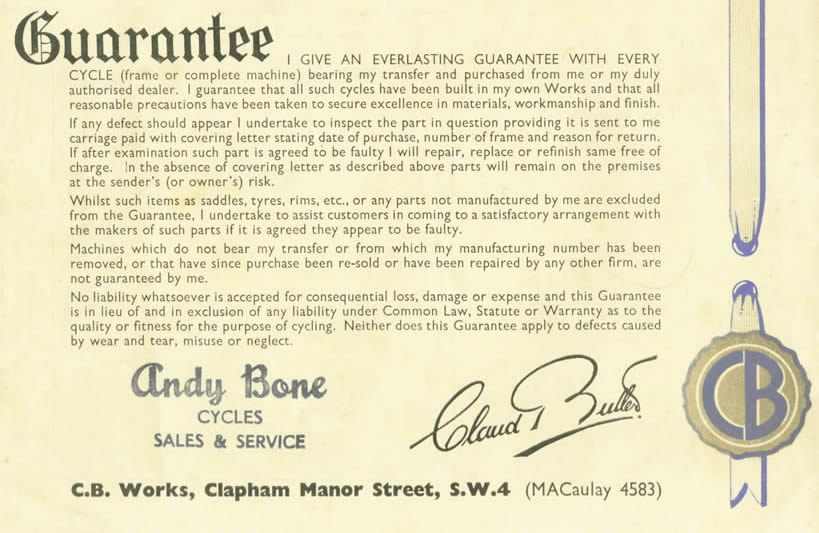 Guarantee I GIVE AN EVERLASTING GUARANTEE WITH EVERY
CYCLE (frame or complete machine) bearing my transfer and purchased from me or my duly
authorised dealer. I guarantee that all such cycles have been built in my own Works and that all
reasonable precautions have been taken to secure excellence in materials, workmanship and finish.
If any defect should appear I undertake to inspect the part in question providing it is sent to me
carriage paid with covering letter stating date of purchase, number of frame and reason for return.
If after examination such part is agreed to be faulty I will repair, replace or refinish same free of
charge. In the absence of covering letter as described above parts will remain on the premises
at the sender's (or owner's) risk.
Whilst such items as saddles, tyres, rims, etc., or any parts not manufactured by me are excluded
from the Guarantee, I undertake to assist customers in coming to a satisfactory arrangement with
the makers of such parts if it is agreed they appear to be faulty.
Machines which do not bear my transfer or from which my manufacturing number has been
removed, or that have since purchase been re-sold or have been repaired by any other firm, are
not guaranteed by me.
No liability whatsoever is accepted for consequential loss, damage or expense and this Guarantee
is in lieu of and in exclusion of any liability under Common Law, Statute or Warranty as to the
quality or fitness for the purpose of cycling. Neither does this Guarantee apply to defects caused
by wear and tear, misuse or neglect.
Andy Bone
CYCLES
SALES & SERVICE
Claud Butler
CB
C.B. Works, Clapham Manor Street, S.W.4 (MACaulay 4583)